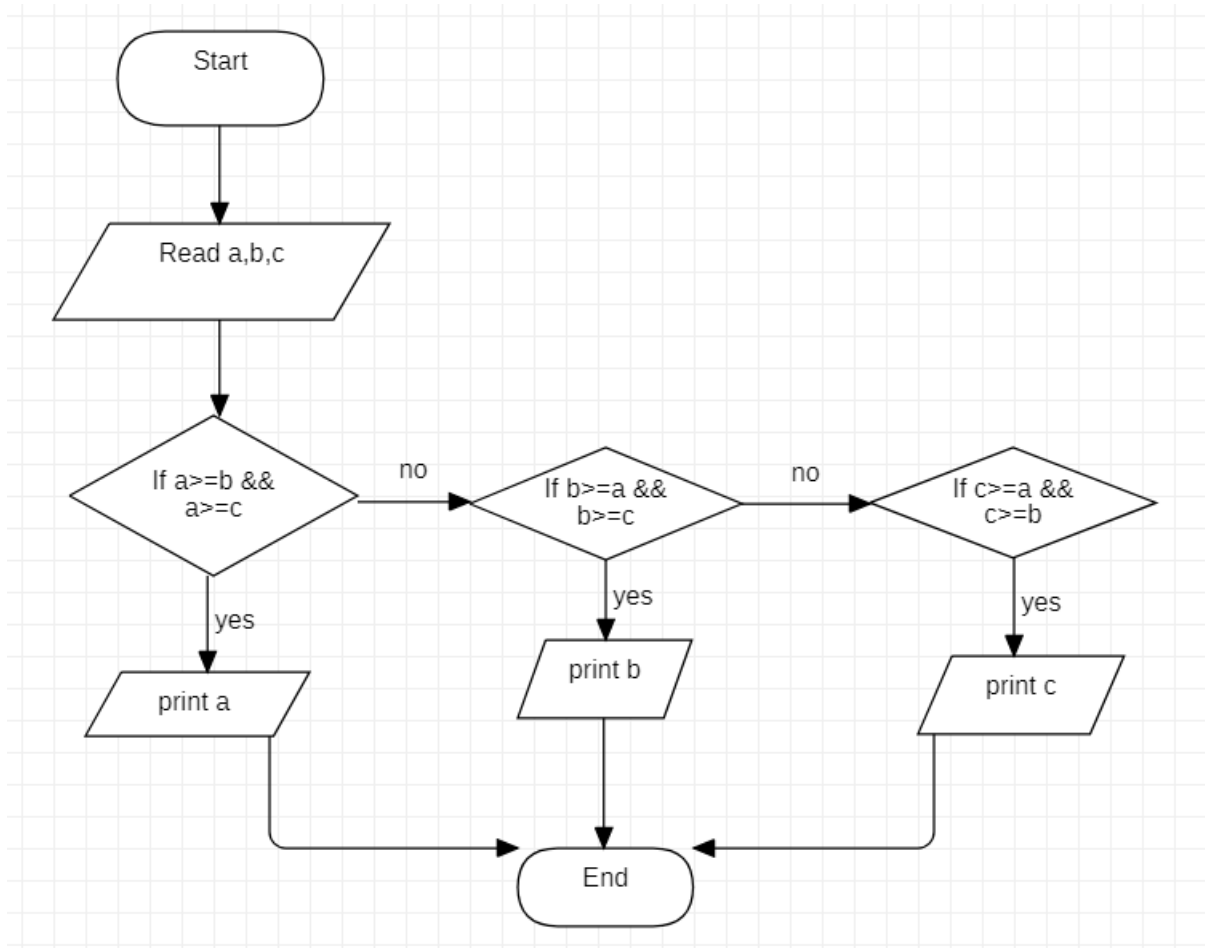 Start
Read a,b,c
If a>=b &&
a>=c
no
If b>=a &&
b>=c
no
If c>=a &&
c>=b
yes
yes
yes
print a
print b
print c
End